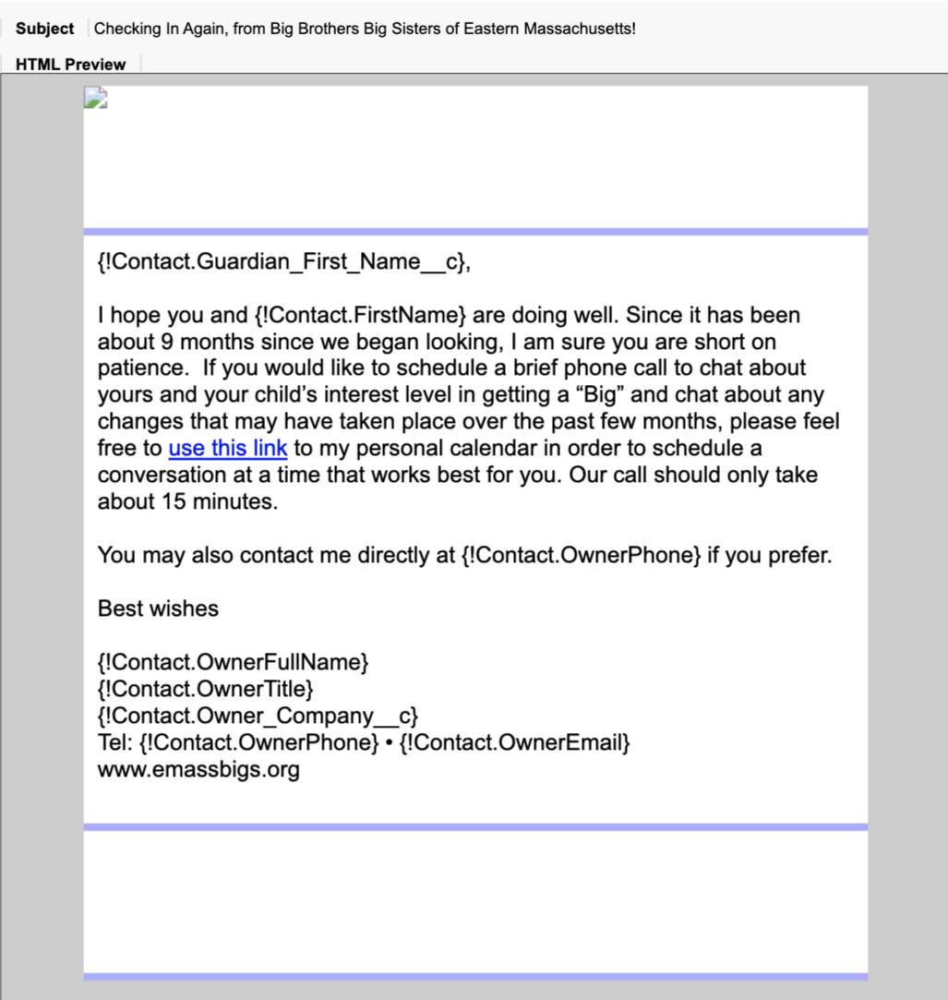 Subject Checking In Again, from Big Brothers Big Sisters of Eastern Massachusetts!
HTML Preview
{!Contact.Guardian_First_Name__c},
I hope you and {!Contact.FirstName} are doing well. Since it has been
about 9 months since we began looking, I am sure you are short on
patience.  If you would like to schedule a brief phone call to chat about
yours and your child’s interest level in getting a “Big” and chat about any
changes that may have taken place over the past few months, please feel
free to use this link to my personal calendar in order to schedule a
conversation at a time that works best for you. Our call should only take
about 15 minutes.
You may also contact me directly at {!Contact.OwnerPhone} if you prefer.
Best wishes
{!Contact.OwnerFullName}
{!Contact.OwnerTitle}
{!Contact.Owner_Company__c}
Tel: {!Contact.OwnerPhone} • {!Contact.OwnerEmail}
www.emassbigs.org